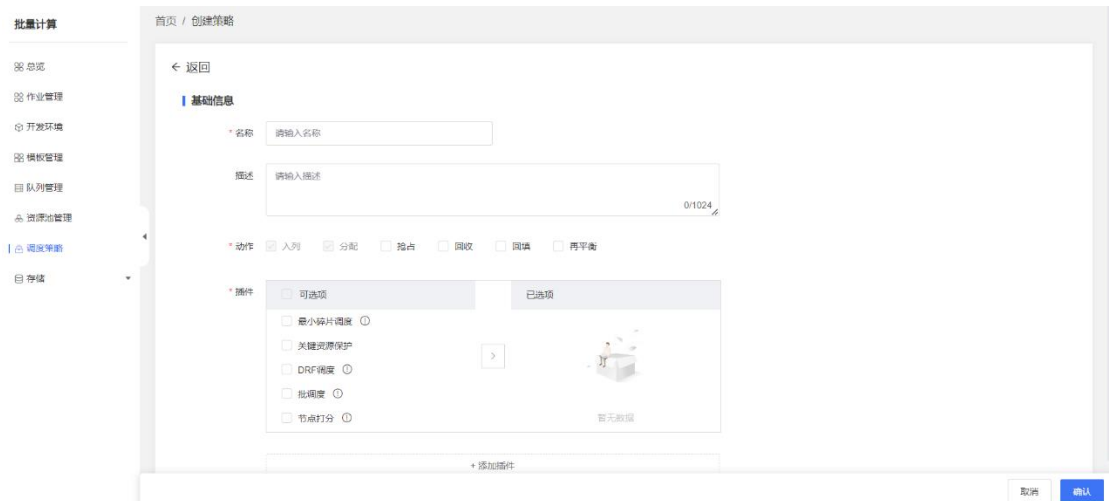 批量计算
首页 / 创建策略
总览
作业管理
开发环境
模板管理
队列管理
资源池管理
调度策略
存储
← 返回
基础信息
* 名称 请输入名称
描述 请输入描述
0/1024
* 动作 入列 分配 抢占 回收 回填 再平衡
* 插件 可选项 已选项
最小碎片调度
关键资源保护
DRF调度
批调度
节点打分
>
暂无数据
+ 添加插件
取消 确认